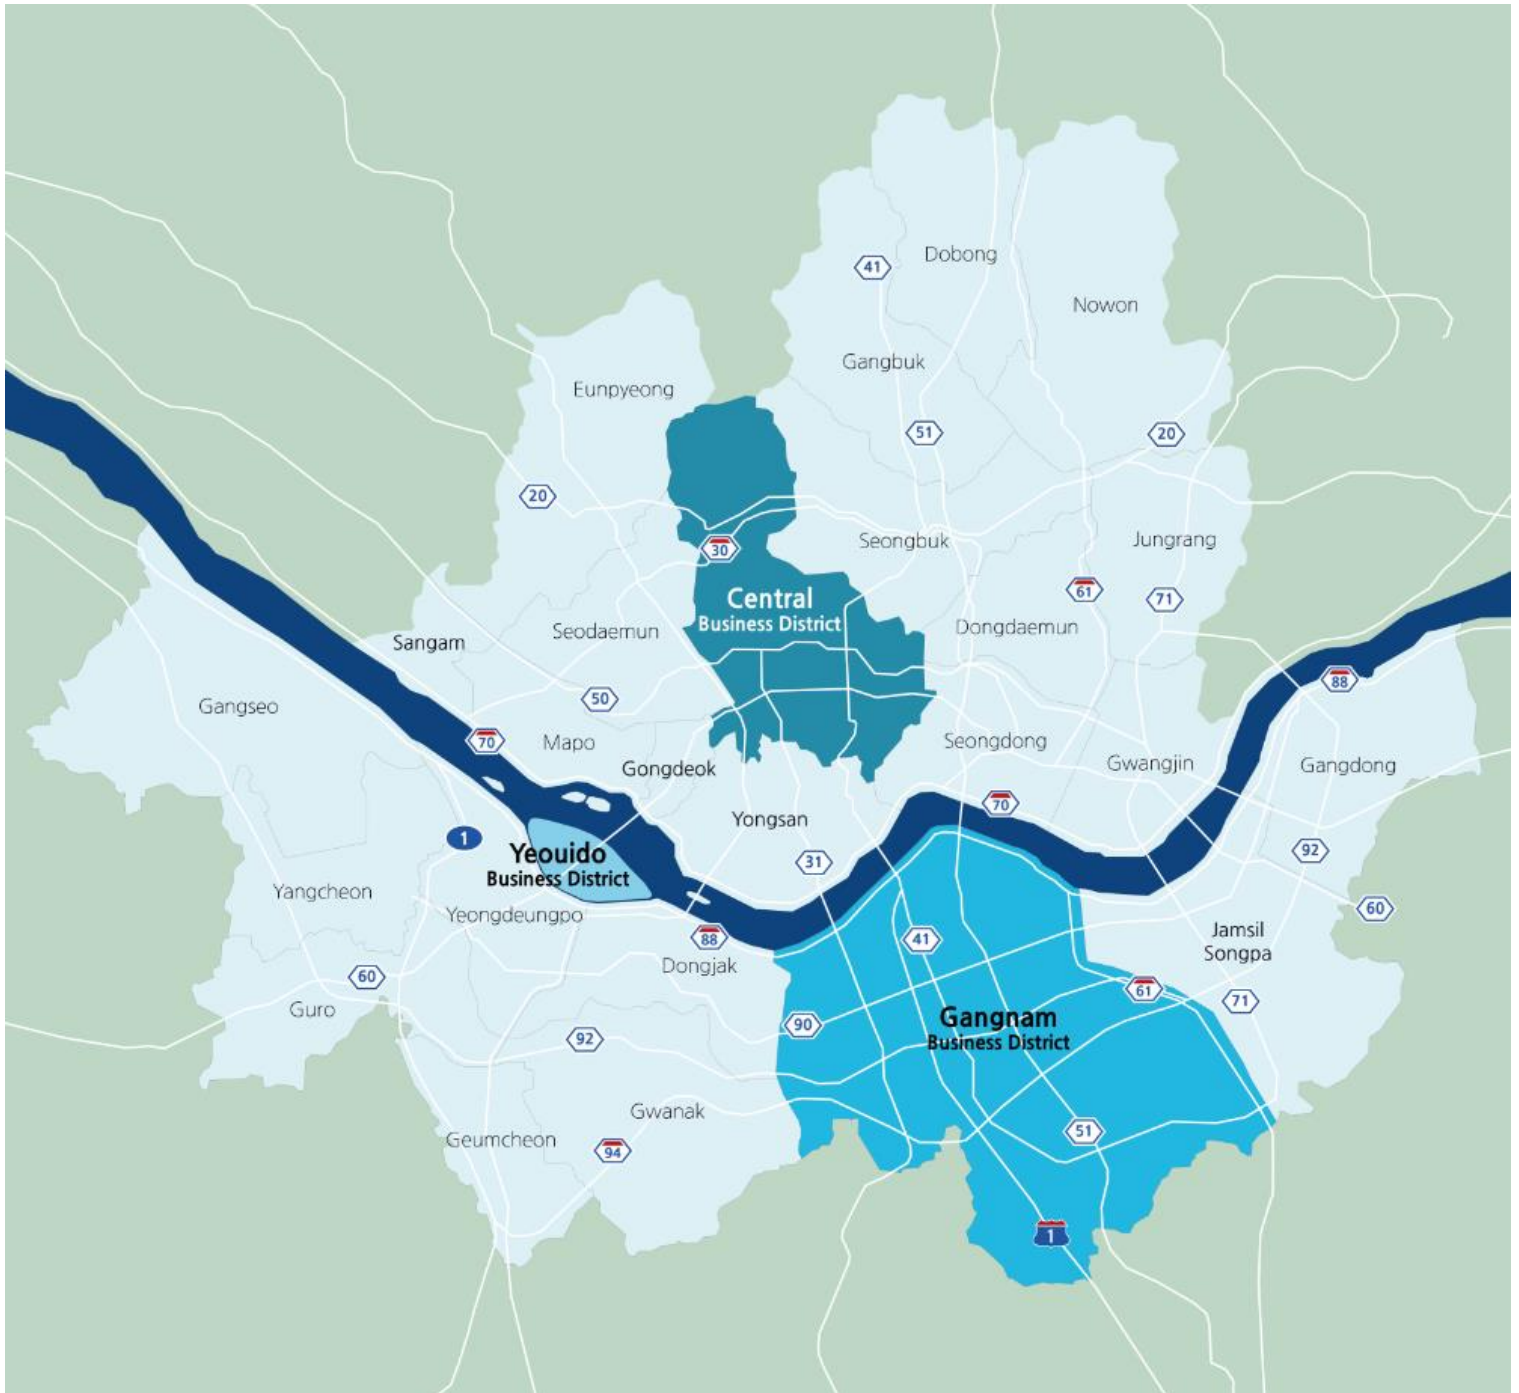 Dobong
41
Nowon
Gangbuk
Eunpyeong
51
20
20
Seongbuk
Jungrang
30
61
71
Central
Business District
Dongdaemun
Seodaemun
Sangam
88
50
Gangseo
70
Mapo
Seongdong
Gongdeok
Gwangjin
Gangdong
70
Yongsan
1
92
Yeouido
Business District
31
Yangcheon
60
Yeongdeungpo
88
41
Jamsil
Songpa
Dongjak
60
61
71
Guro
Gangnam
Business District
90
92
Gwanak
51
Geumcheon
94
1